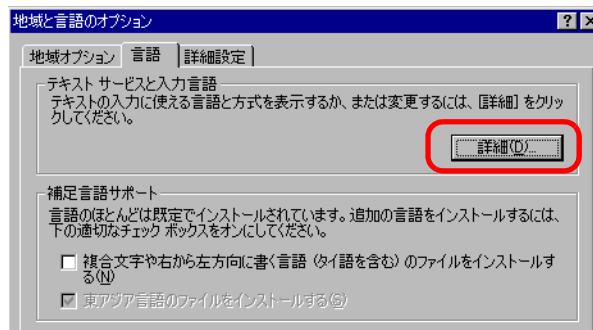 地域と言語のオプション
地域オプション 言語 詳細設定
テキスト サービスと入力言語
テキストの入力に使える言語と方式を表示するか、または変更するには、[詳細] をクリッ
クしてください。
詳細(D)...
補足言語サポート
言語のほとんどは既定でインストールされています。追加の言語をインストールするには、
下の適切なチェック ボックスをオンにしてください。
複合文字や右から左方向に書く言語 (タイ語を含む) のファイルをインストールす
る(N)
東アジア言語のファイルをインストールする(S)